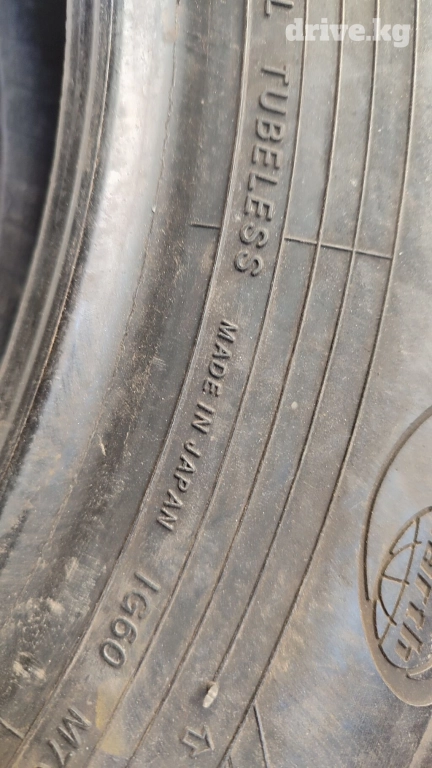 drive.kg
L TUBELESS
MADE IN JAPAN
IG60